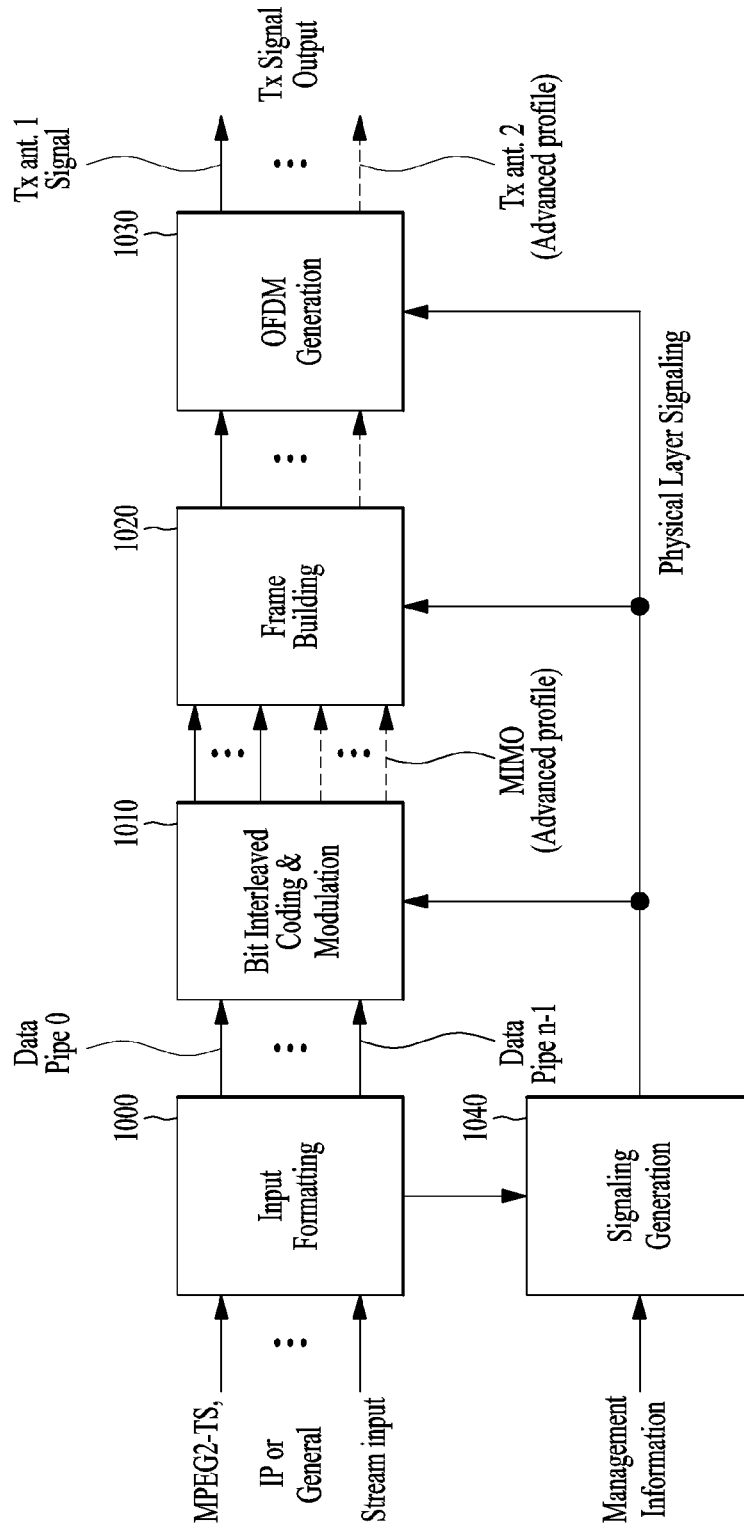 MPEG2-TS,
IP or
General
Stream input
Management
Information
1000
Input
Formatting
1040
Signaling
Generation
Data
Pipe 0
Data
Pipe n-1
1010
Bit Interleaved
Coding &
Modulation
MIMO
(Advanced profile)
1020
Frame
Building
Physical Layer Signaling
1030
OFDM
Generation
Tx ant. 1
Signal
Tx Signal
Output
Tx ant. 2
(Advanced profile)